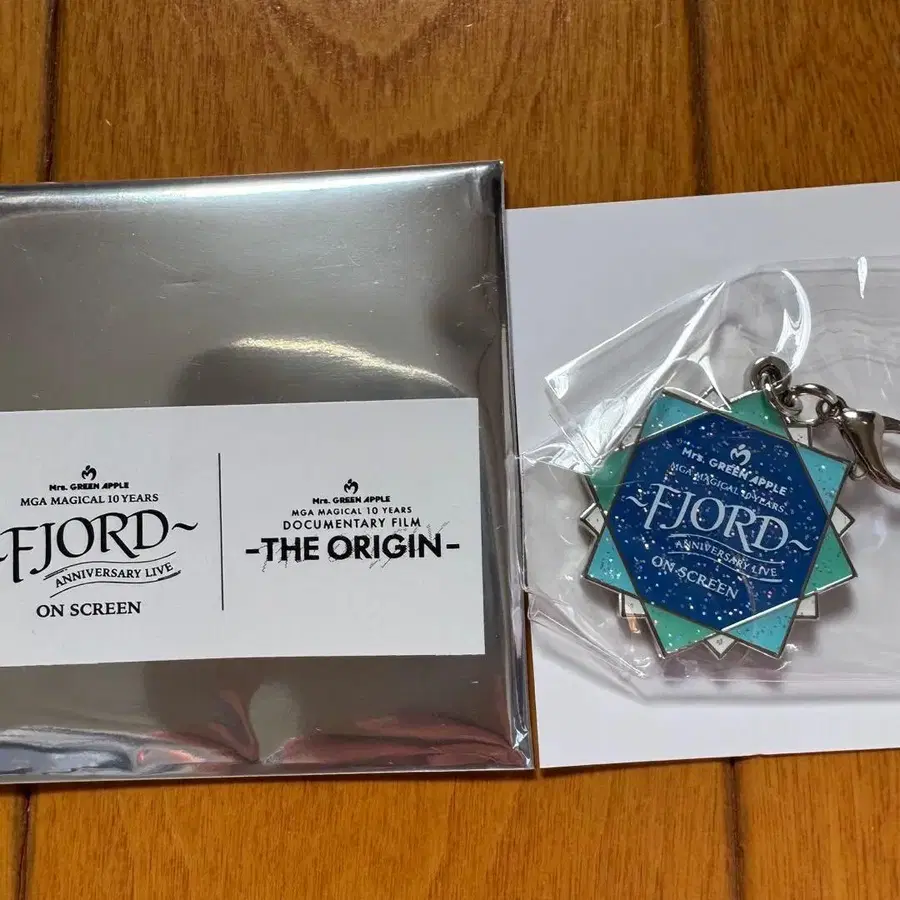 Mrs. GREEN APPLE
MGA MAGICAL 10 YEARS
~FJORD~
ANNIVERSARY LIVE
ON SCREEN
Mrs. GREEN APPLE
MGA MAGICAL 10 YEARS
DOCUMENTARY FILM
-THE ORIGIN-
Mrs. GREEN APPLE
MGA MAGICAL 10 YEARS
~FJORD~
ANNIVERSARY LIVE
ON SCREEN